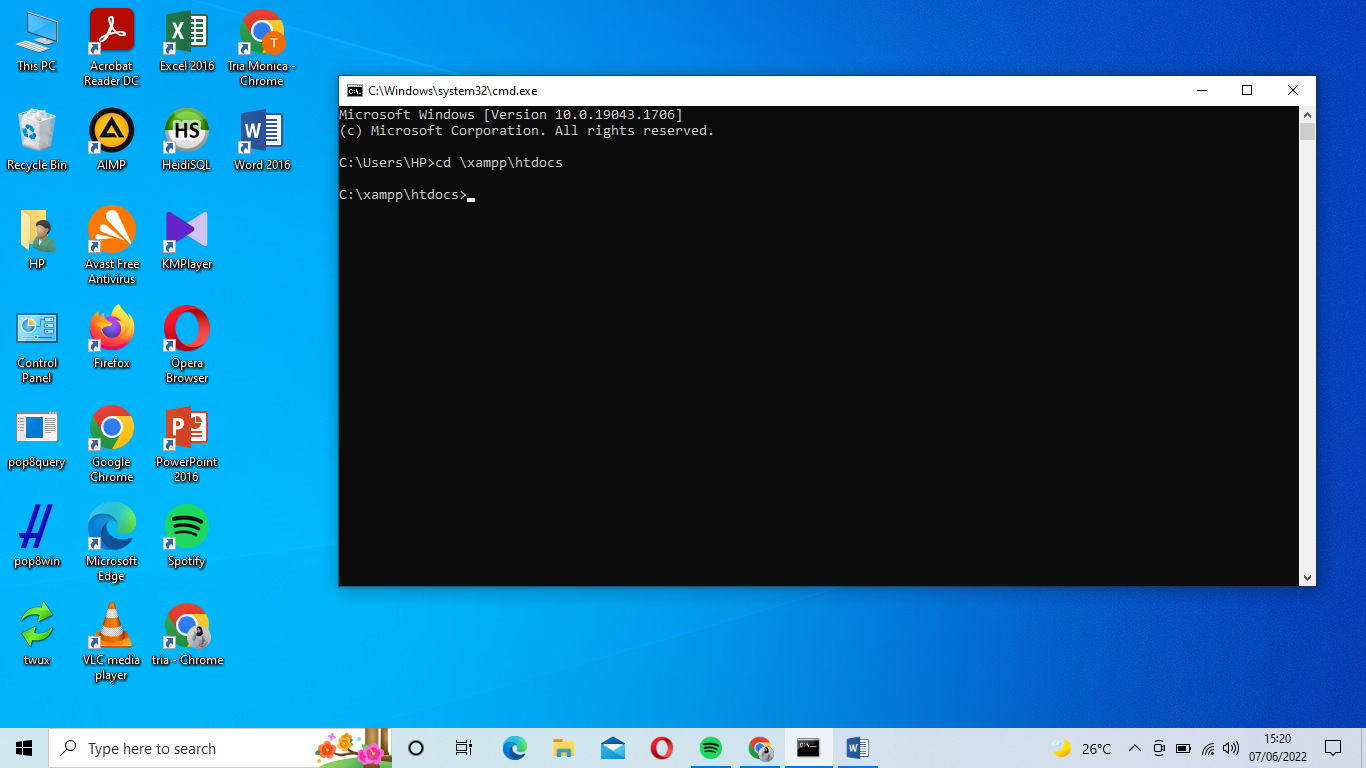 This PC
Acrobat
Reader DC
Excel 2016
Tria Monica -
Chrome
T
Recycle Bin
AIMP
HS
HeidiSQL
W
Word 2016
HP
Avast Free
Antivirus
KMPlayer
Control
Panel
Firefox
Opera
Browser
pop8query
Google
Chrome
P
PowerPoint
2016
pop8win
Microsoft
Edge
Spotify
twux
VLC media
player
tria - Chrome
C:\Windows\system32\cmd.exe
Microsoft Windows [Version 10.0.19043.1706]
(c) Microsoft Corporation. All rights reserved.
C:\Users\HP>cd \xampp\htdocs
C:\xampp\htdocs>
Type here to search
26°C
15:20
07/06/2022